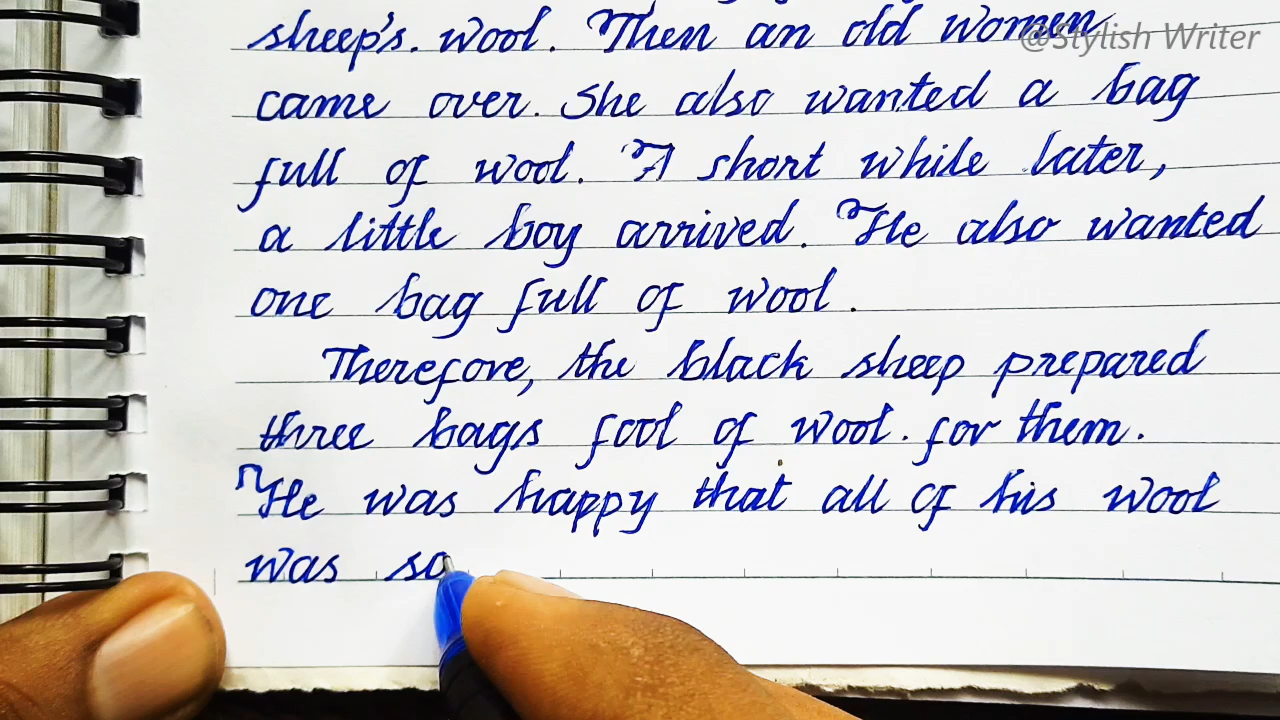 sheep's. wool. Then an old women
@Stylish Writer
came over. She also wanted a bag
full of wool. A short while later,
a little boy arrived. He also wanted
one bag full of wool.
Therefore, the black sheep prepared
three bags fool of wool. for them.
He was happy that all of his wool
was so